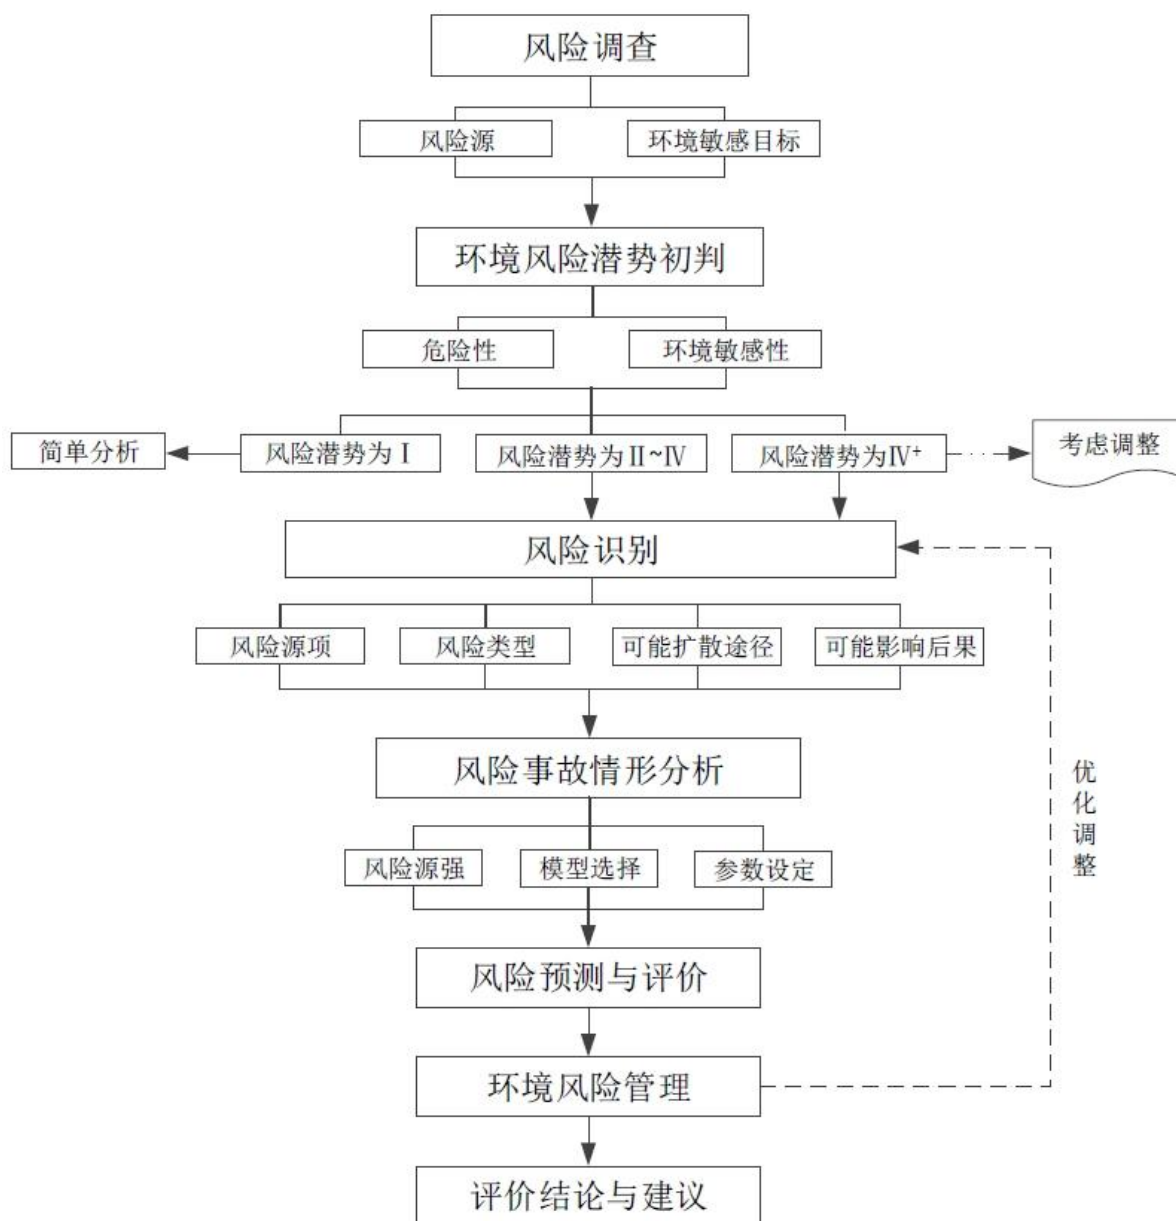 风险调查
风险源
环境敏感目标
环境风险潜势初判
危险性
环境敏感性
简单分析
风险潜势为Ⅰ
风险潜势为Ⅱ~Ⅳ
风险潜势为Ⅳ⁺
考虑调整
风险识别
风险源项
风险类型
可能扩散途径
可能影响后果
风险事故情形分析
优化调整
风险源强
模型选择
参数设定
风险预测与评价
环境风险管理
评价结论与建议